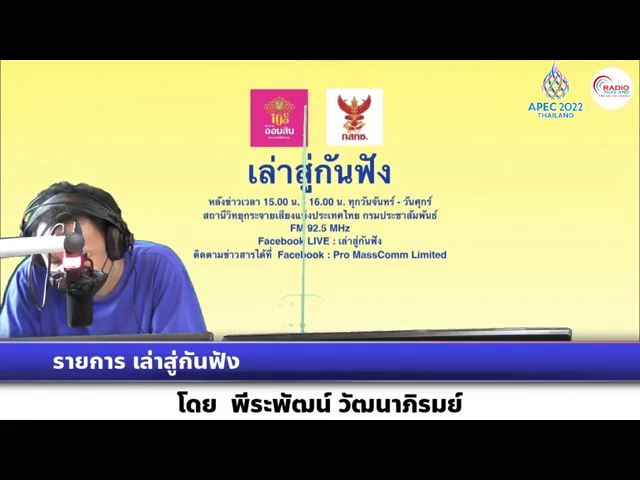 APEC 2022
THAILAND
RADIO
THAILAND
108
ออมสิน
กสทช.
เล่าสู่กันฟัง
หลังข่าวเวลา 15.00 น. - 16.00 น. ทุกวันจันทร์ - วันศุกร์
สถานีวิทยุกระจายเสียงแห่งประเทศไทย กรมประชาสัมพันธ์
FM 92.5 MHz
Facebook LIVE : เล่าสู่กันฟัง
ติดตามข่าวสารได้ที่ Facebook : Pro MassComm Limited
รายการ เล่าสู่กันฟัง
โดย พีระพัฒน์ วัฒนาภิรมย์